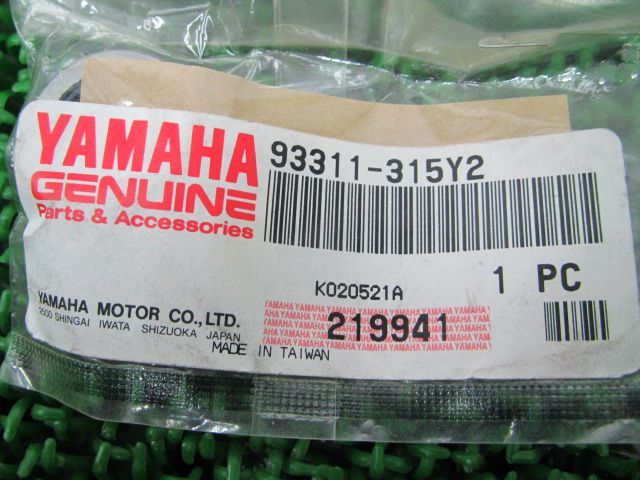 YAMAHA
GENUINE
Parts & Accessories
93311-315Y2
1 PC
K020521A
YAMAHA MOTOR CO., LTD.
2500 SHINGAI IWATA SHIZUOKA JAPAN
MADE IN TAIWAN
219941